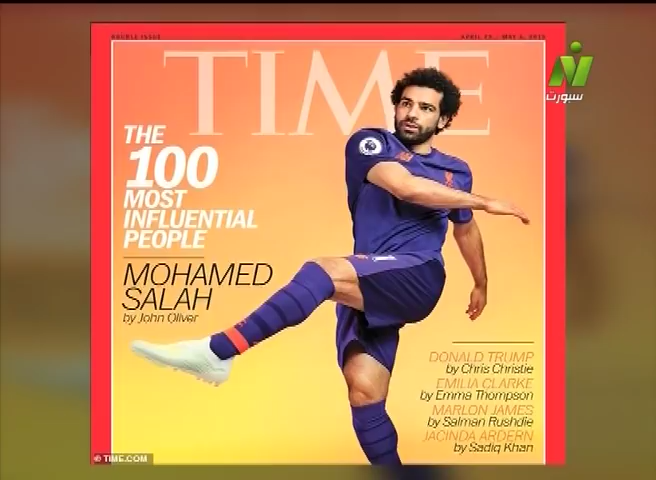 DOUBLE ISSUE
TIME
سبورت
THE
100
MOST
INFLUENTIAL
PEOPLE
MOHAMED
SALAH
by John Oliver
DONALD TRUMP
by Chris Christie
EMILIA CLARKE
by Emma Thompson
MARLON JAMES
by Salman Rushdie
JACINDA ARDERN
by Sadiq Khan
© TIME.COM